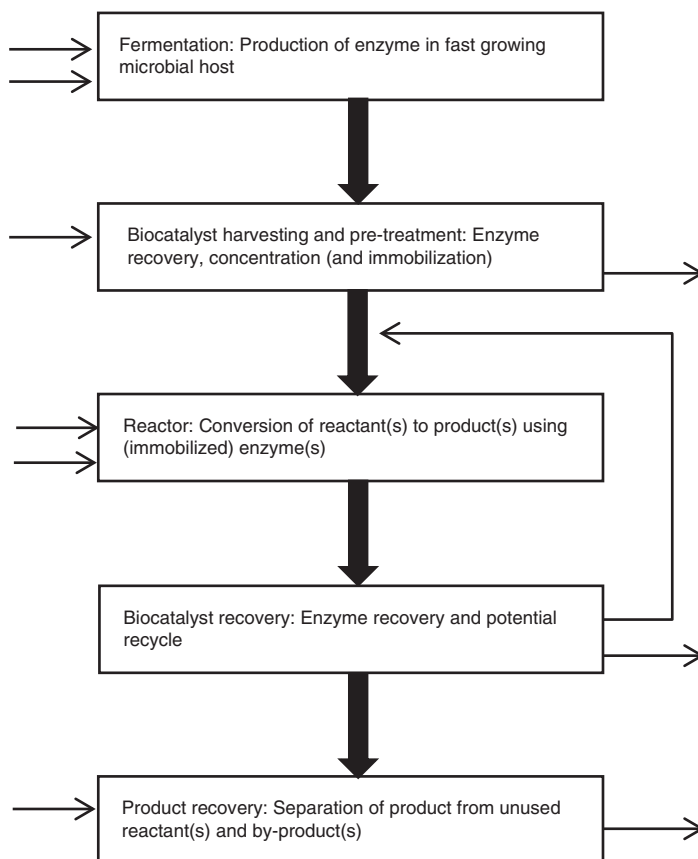 Fermentation: Production of enzyme in fast growing
microbial host
Biocatalyst harvesting and pre-treatment: Enzyme
recovery, concentration (and immobilization)
Reactor: Conversion of reactant(s) to product(s) using
(immobilized) enzyme(s)
Biocatalyst recovery: Enzyme recovery and potential
recycle
Product recovery: Separation of product from unused
reactant(s) and by-product(s)